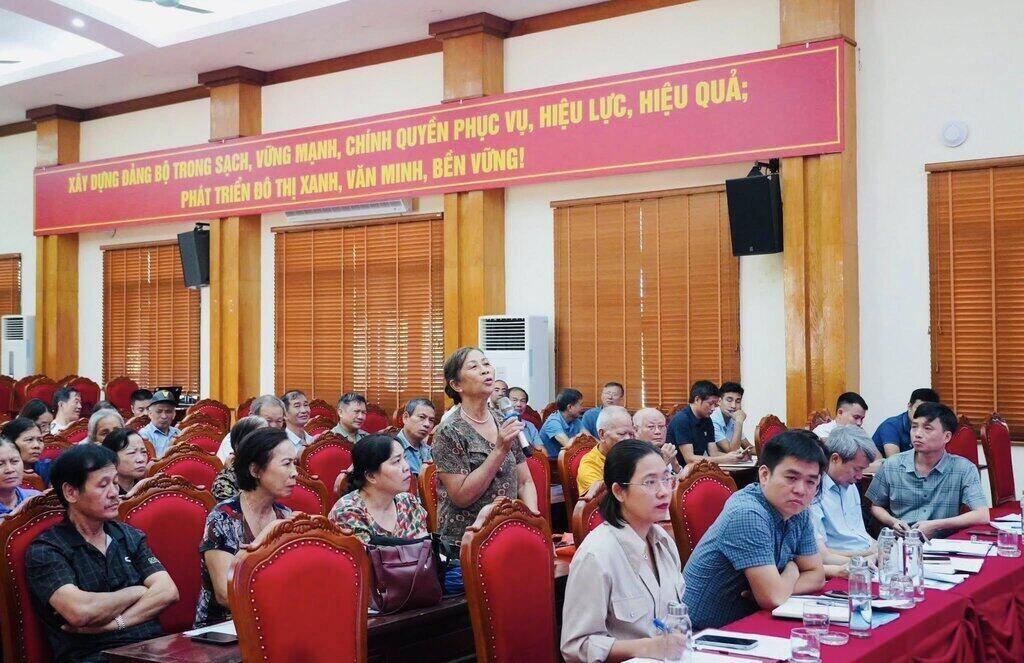 XÂY DỰNG ĐẢNG BỘ TRONG SẠCH, VỮNG MẠNH, CHÍNH QUYỀN PHỤC VỤ, HIỆU LỰC, HIỆU QUẢ;
PHÁT TRIỂN ĐÔ THỊ XANH, VĂN MINH, BỀN VỮNG!